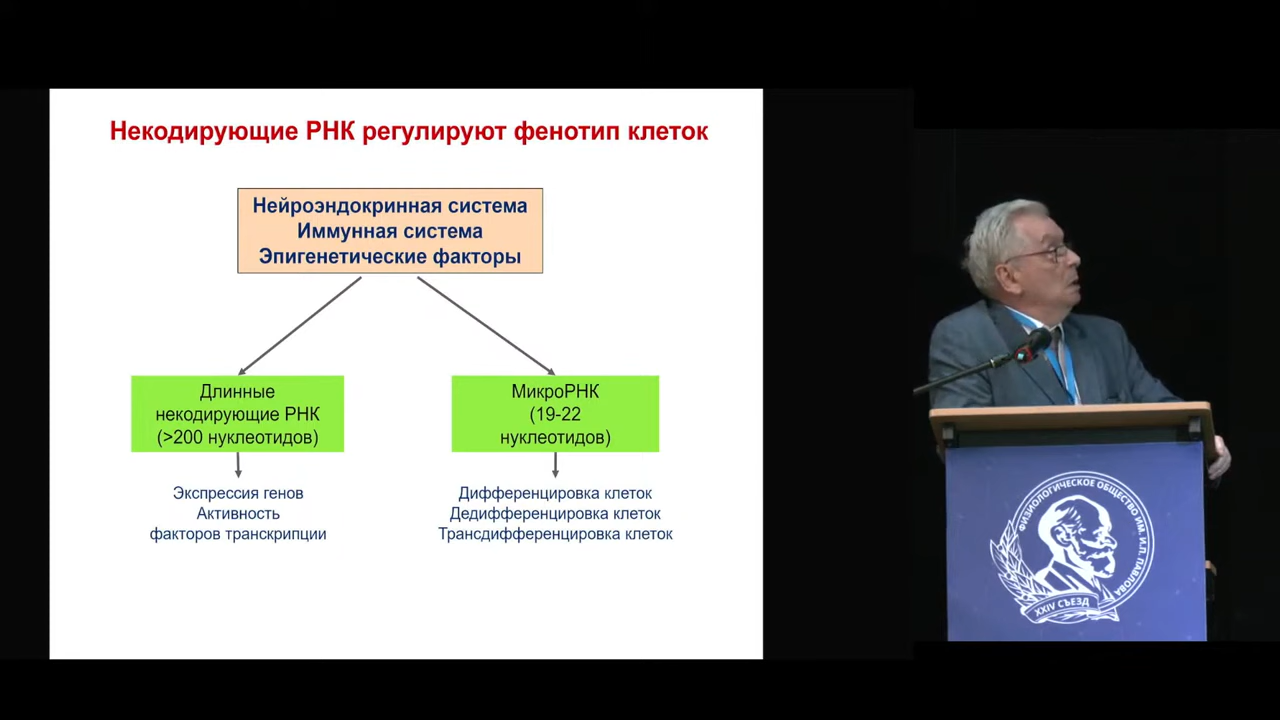 Некодирующие РНК регулируют фенотип клеток
Нейроэндокринная система
Иммунная система
Эпигенетические факторы
Длинные
некодирующие РНК
(>200 нуклеотидов)
МикроРНК
(19-22
нуклеотидов)
Экспрессия генов
Активность
факторов транскрипции
Дифференцировка клеток
Дедифференцировка клеток
Трансдифференцировка клеток
ФИЗИОЛОГИЧЕСКОЕ ОБЩЕСТВО ИМ. И.П. ПАВЛОВА
XXIV СЪЕЗД